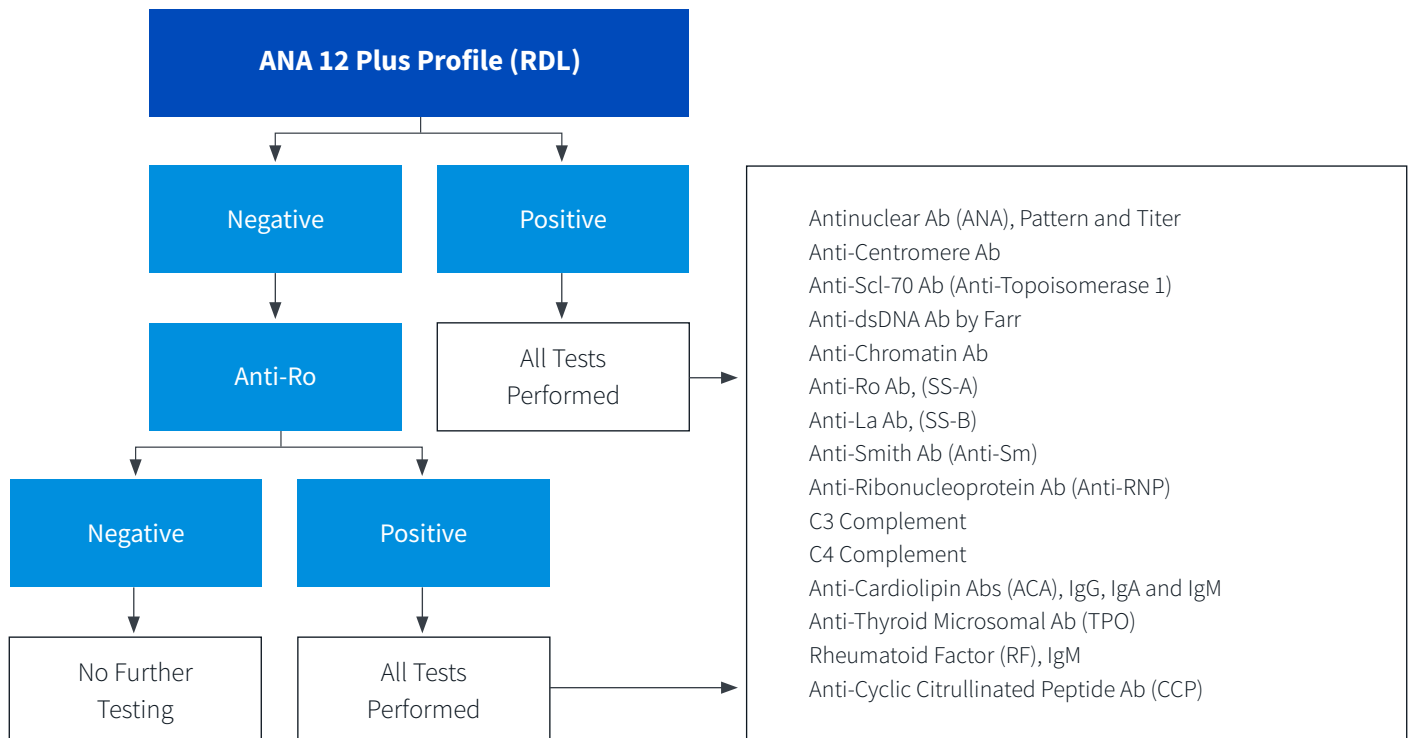 ANA 12 Plus Profile (RDL)
Negative
Positive
Anti-Ro
All Tests
Performed
Negative
Positive
No Further
Testing
All Tests
Performed
Antinuclear Ab (ANA), Pattern and Titer
Anti-Centromere Ab
Anti-Scl-70 Ab (Anti-Topoisomerase 1)
Anti-dsDNA Ab by Farr
Anti-Chromatin Ab
Anti-Ro Ab, (SS-A)
Anti-La Ab, (SS-B)
Anti-Smith Ab (Anti-Sm)
Anti-Ribonucleoprotein Ab (Anti-RNP)
C3 Complement
C4 Complement
Anti-Cardiolipin Abs (ACA), IgG, IgA and IgM
Anti-Thyroid Microsomal Ab (TPO)
Rheumatoid Factor (RF), IgM
Anti-Cyclic Citrullinated Peptide Ab (CCP)